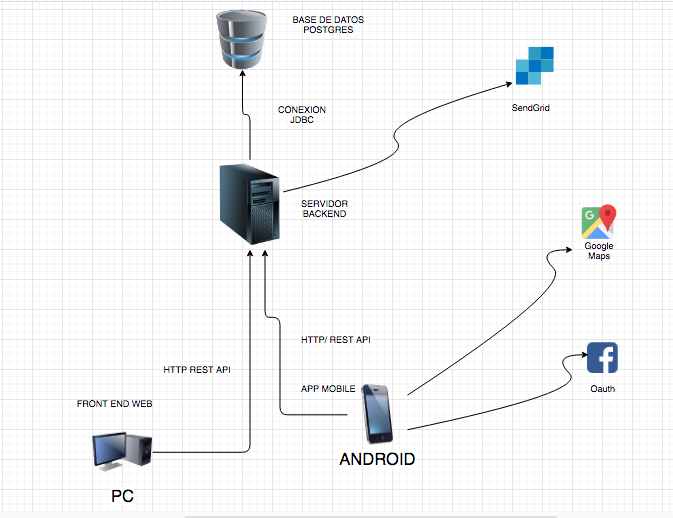 BASE DE DATOS
POSTGRES
CONEXION
JDBC
SendGrid
SERVIDOR
BACKEND
G
Google
Maps
HTTP/ REST API
HTTP REST API
f
Oauth
APP MOBILE
FRONT END WEB
ANDROID
PC